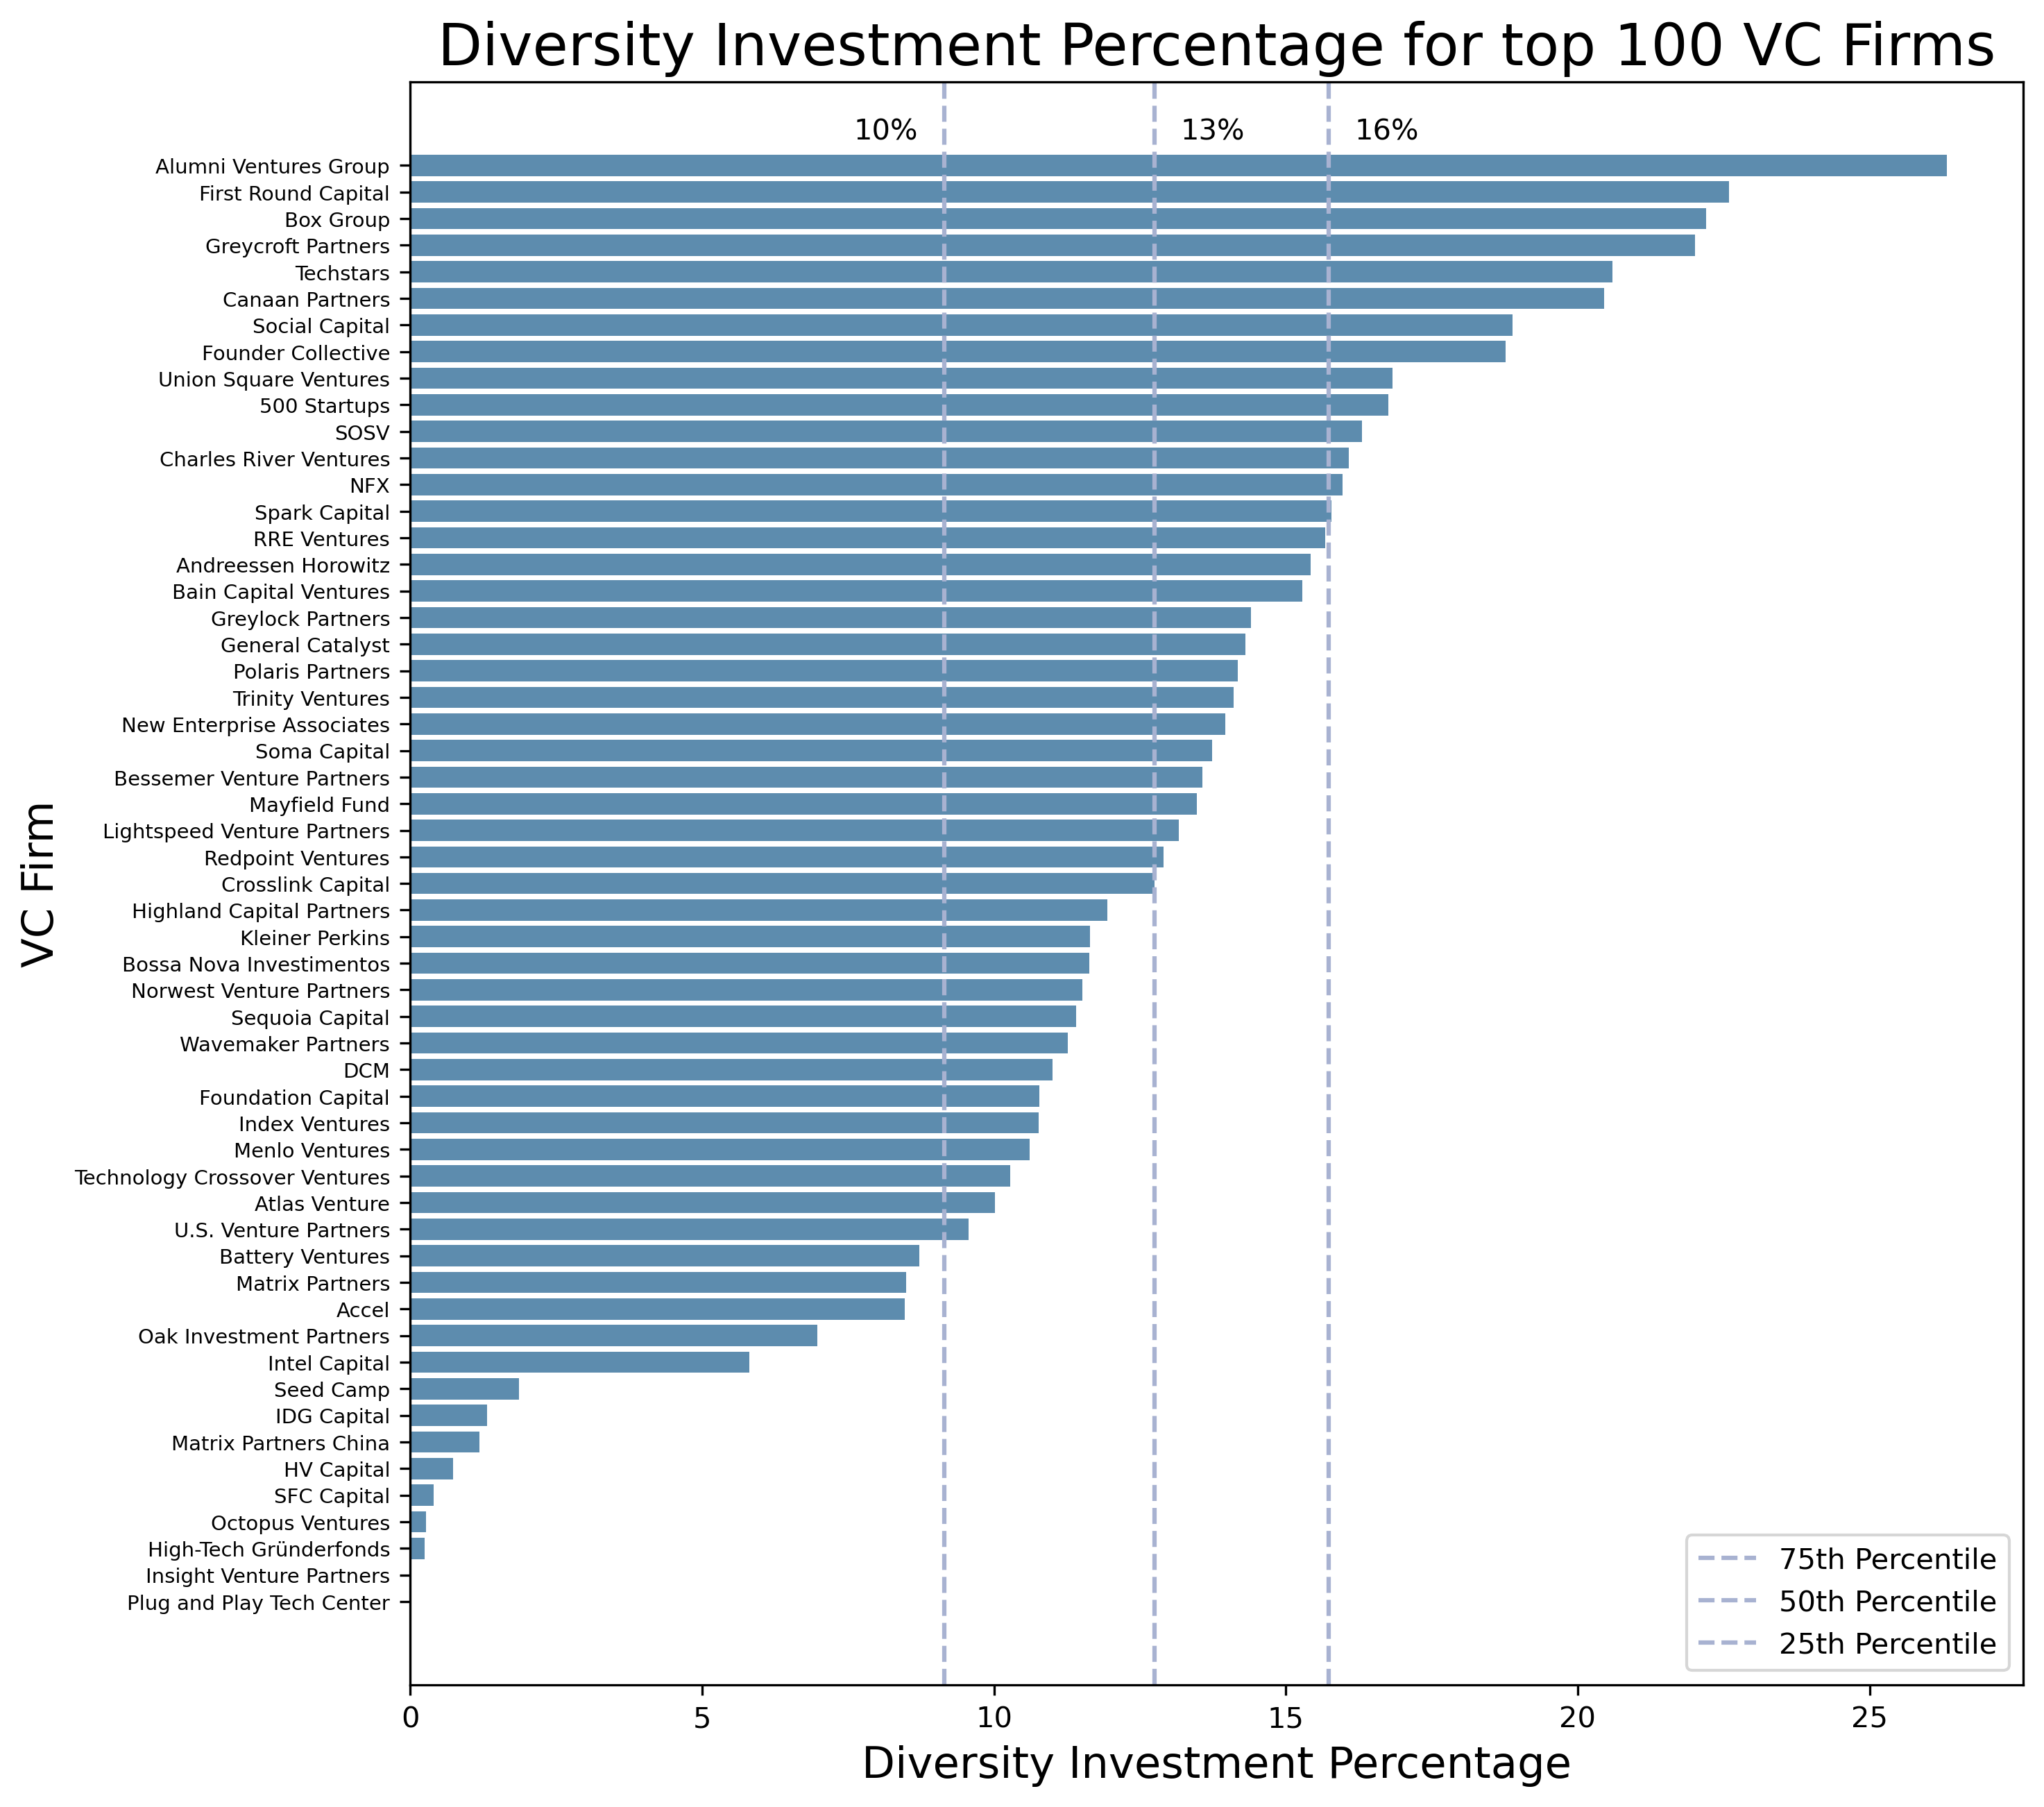 Diversity Investment Percentage for top 100 VC Firms
10% 13% 16%
Alumni Ventures Group
First Round Capital
Box Group
Greycroft Partners
Techstars
Canaan Partners
Social Capital
Founder Collective
Union Square Ventures
500 Startups
SOSV
Charles River Ventures
NFX
Spark Capital
RRE Ventures
Andreessen Horowitz
Bain Capital Ventures
Greylock Partners
General Catalyst
Polaris Partners
Trinity Ventures
New Enterprise Associates
Soma Capital
Bessemer Venture Partners
Mayfield Fund
Lightspeed Venture Partners
Redpoint Ventures
Crosslink Capital
Highland Capital Partners
Kleiner Perkins
Bossa Nova Investimentos
Norwest Venture Partners
Sequoia Capital
Wavemaker Partners
DCM
Foundation Capital
Index Ventures
Menlo Ventures
Technology Crossover Ventures
Atlas Venture
U.S. Venture Partners
Battery Ventures
Matrix Partners
Accel
Oak Investment Partners
Intel Capital
Seed Camp
IDG Capital
Matrix Partners China
HV Capital
SFC Capital
Octopus Ventures
High-Tech Gründerfonds
Insight Venture Partners
Plug and Play Tech Center
VC Firm
75th Percentile
50th Percentile
25th Percentile
0 5 10 15 20 25
Diversity Investment Percentage